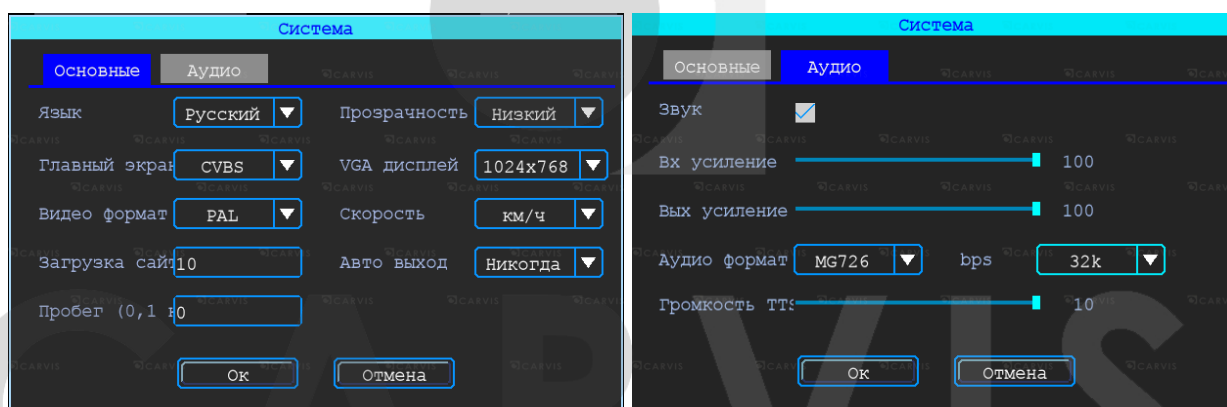 Система
Основные Аудио
Язык Русский Прозрачность Низкий
Главный экран CVBS VGA дисплей 1024x768
Видео формат PAL Скорость км/ч
Загрузка сайт 10 Авто выход Никогда
Пробег (0,1 0
Ок Отмена
Система
Основные Аудио
Звук
Вх усиление 100
Вых усиление 100
Аудио формат MG726 bps 32k
Громкость TTS 10
Ок Отмена
CARVIS